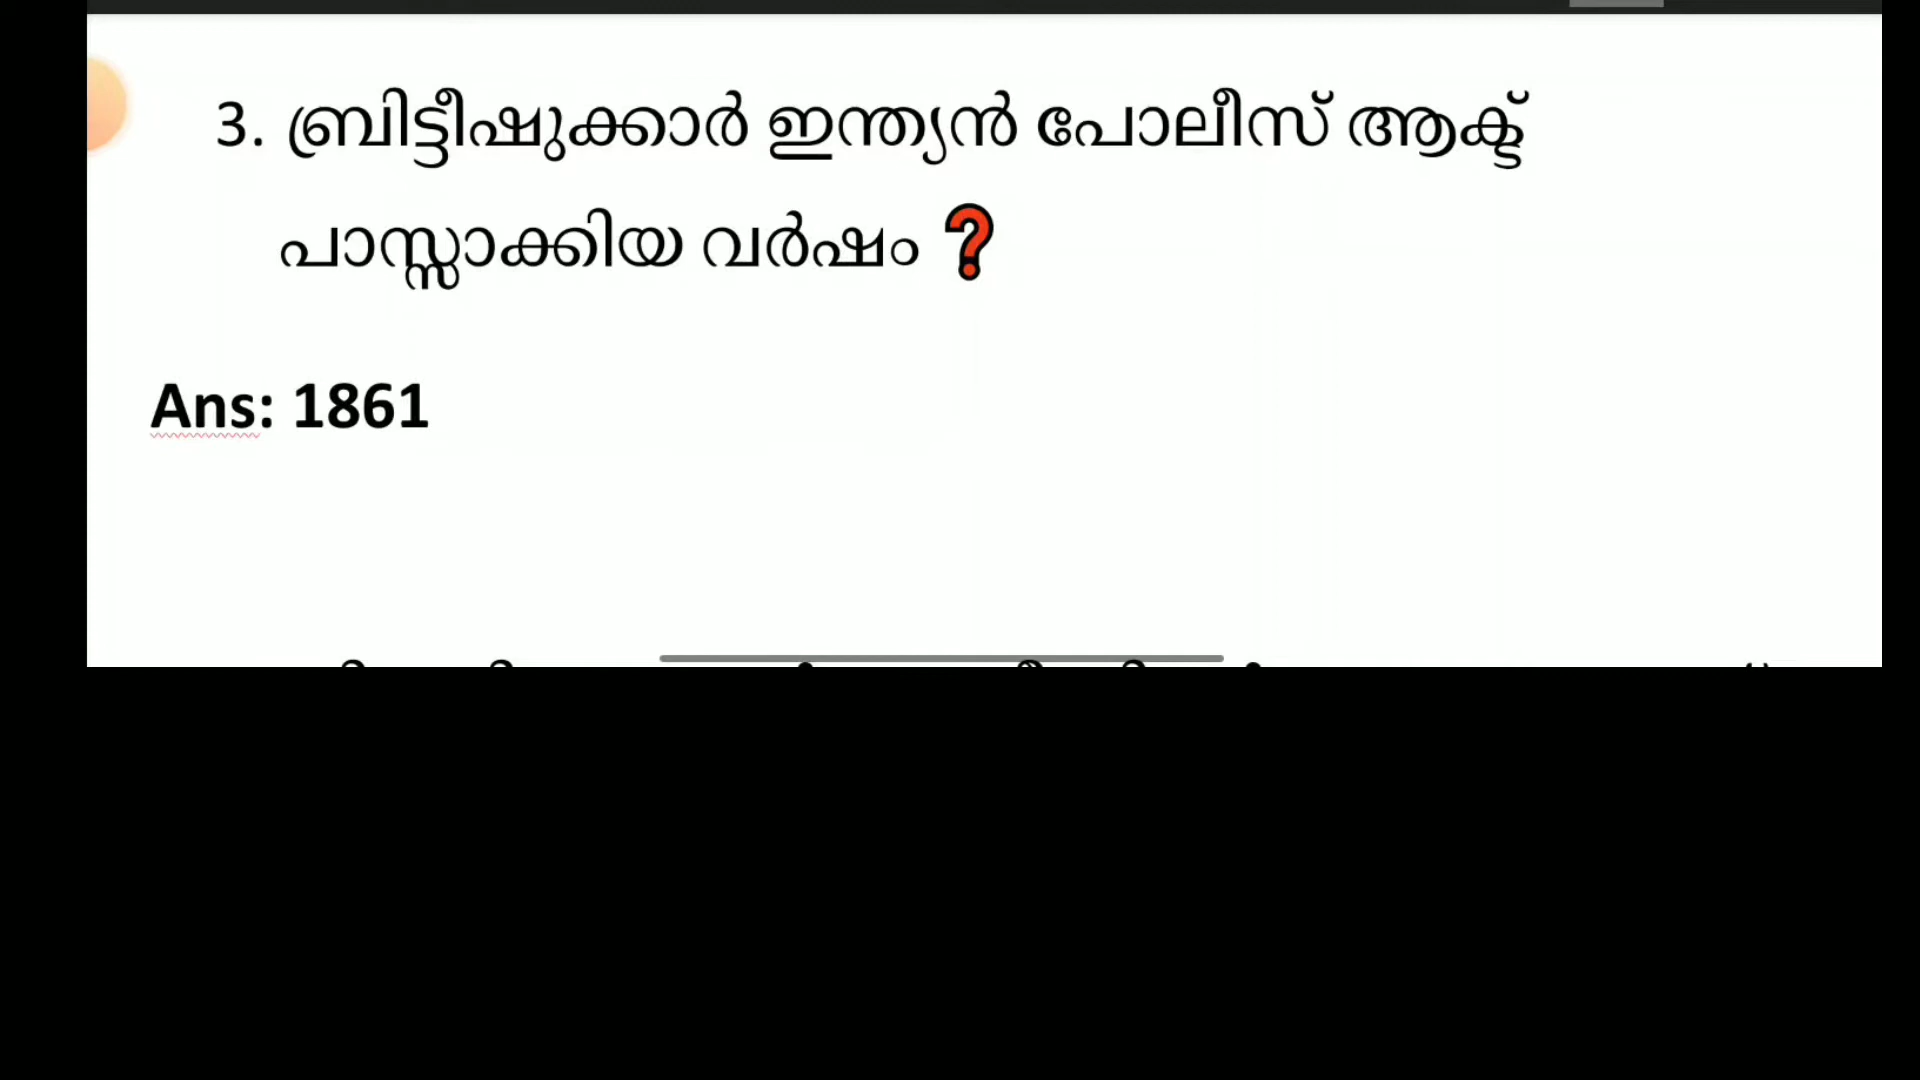 3. ബ്രിട്ടീഷുക്കാർ ഇന്ത്യൻ പോലീസ് ആക്ട്
പാസ്സാക്കിയ വർഷം ❓
Ans: 1861